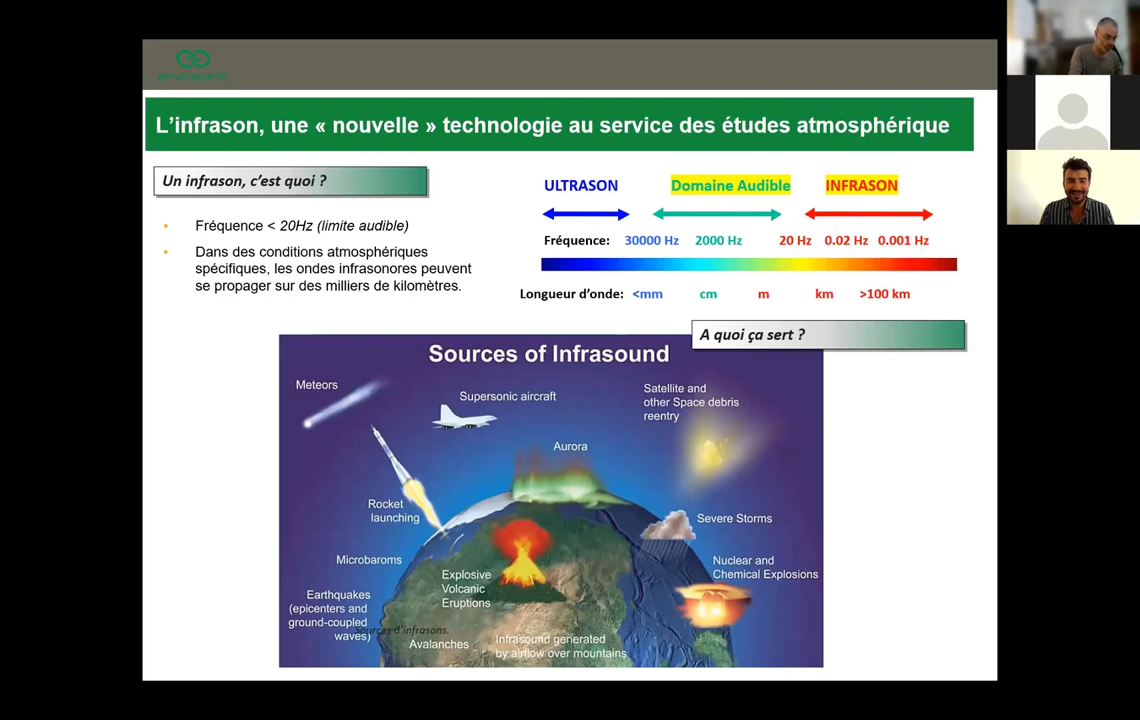 L'infrason, une « nouvelle » technologie au service des études atmosphérique
Un infrason, c'est quoi ?
Fréquence < 20Hz (limite audible)
Dans des conditions atmosphériques
spécifiques, les ondes infrasonores peuvent
se propager sur des milliers de kilomètres.
ULTRASON Domaine Audible INFRASON
Fréquence: 30000 Hz 2000 Hz 20 Hz 0.02 Hz 0.001 Hz
Longueur d'onde: <mm cm m km >100 km
A quoi ça sert ?
Sources of Infrasound
Meteors
Supersonic aircraft
Satellite and
other Space debris
reentry
Aurora
Rocket
launching
Severe Storms
Microbaroms
Nuclear and
Chemical Explosions
Explosive
Volcanic
Eruptions
Earthquakes
(epicenters and
ground-coupled
waves)
Sources d'infrasons.
Avalanches
Infrasound generated
by airflow over mountains